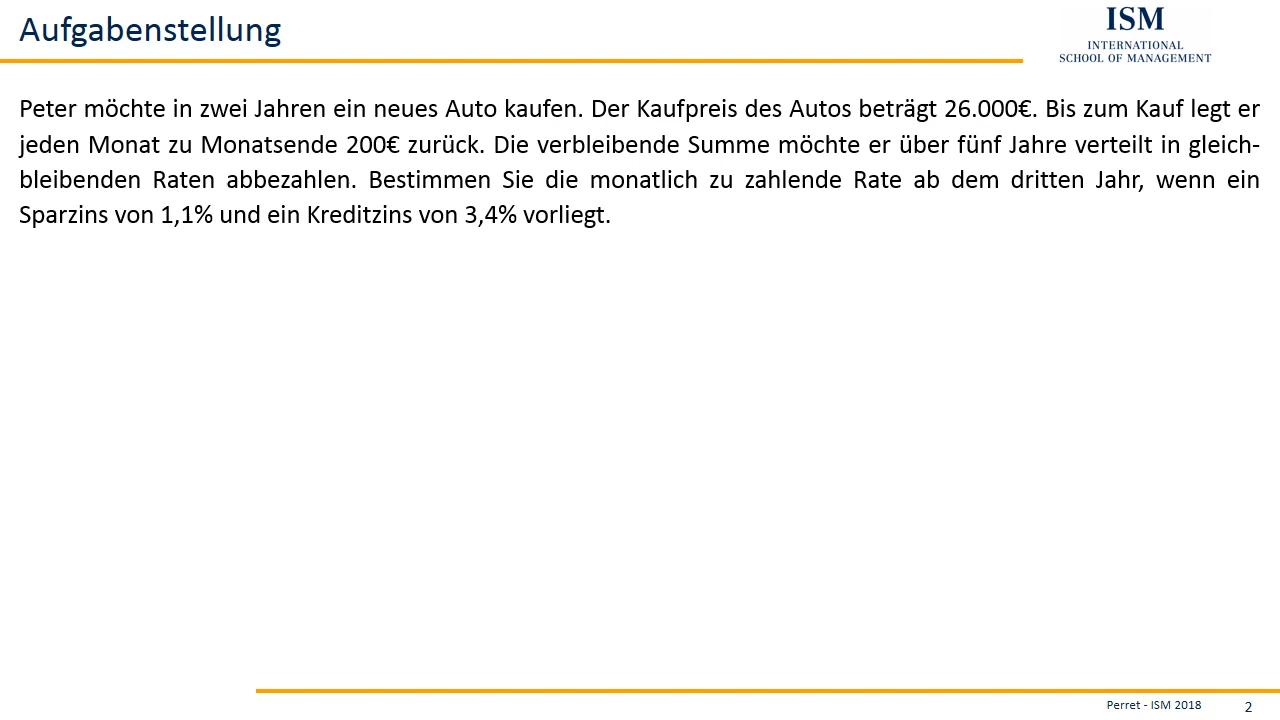 Aufgabenstellung
ISM
INTERNATIONAL
SCHOOL OF MANAGEMENT
Peter möchte in zwei Jahren ein neues Auto kaufen. Der Kaufpreis des Autos beträgt 26.000€. Bis zum Kauf legt er
jeden Monat zu Monatsende 200€ zurück. Die verbleibende Summe möchte er über fünf Jahre verteilt in gleich-
bleibenden Raten abbezahlen. Bestimmen Sie die monatlich zu zahlende Rate ab dem dritten Jahr, wenn ein
Sparzins von 1,1% und ein Kreditzins von 3,4% vorliegt.
Perret - ISM 2018
2